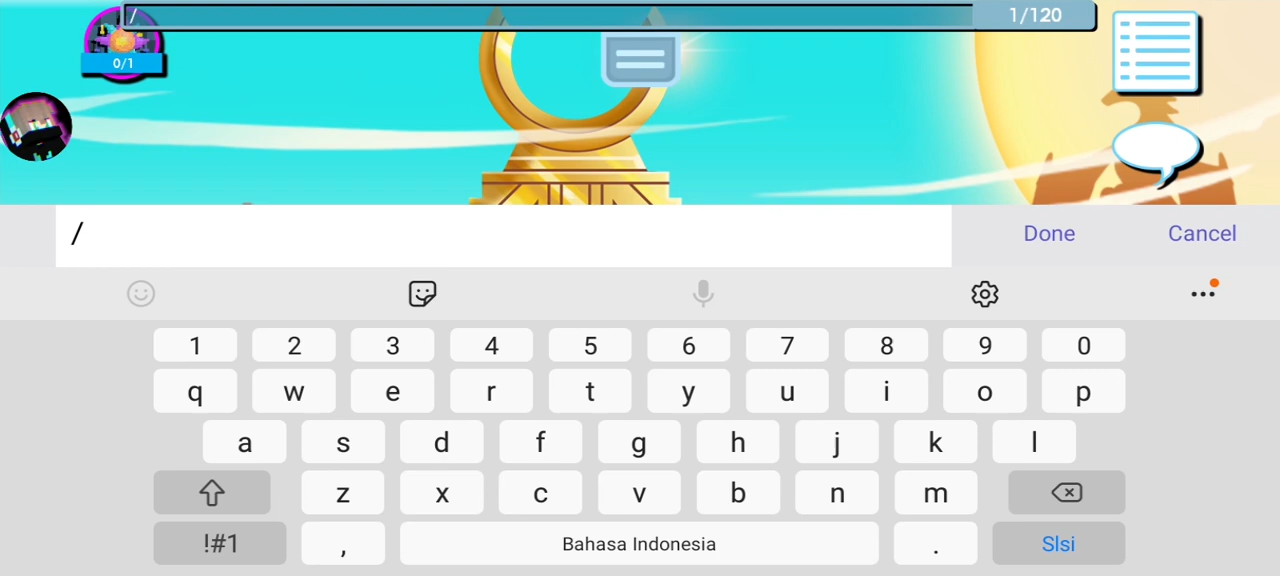 /
1/120
0/1
/
Done
Cancel
1 2 3 4 5 6 7 8 9 0
q w e r t y u i o p
a s d f g h j k l
z x c v b n m
!#1 , Bahasa Indonesia . Slsi